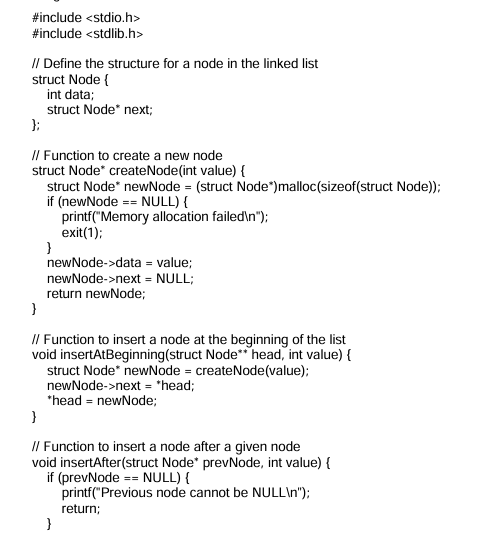 #include <stdio.h>
#include <stdlib.h>
// Define the structure for a node in the linked list
struct Node {
int data;
struct Node* next;
};
// Function to create a new node
struct Node* createNode(int value) {
struct Node* newNode = (struct Node*)malloc(sizeof(struct Node));
if (newNode == NULL) {
printf("Memory allocation failed\n");
exit(1);
}
newNode->data = value;
newNode->next = NULL;
return newNode;
}
// Function to insert a node at the beginning of the list
void insertAtBeginning(struct Node** head, int value) {
struct Node* newNode = createNode(value);
newNode->next = *head;
*head = newNode;
}
// Function to insert a node after a given node
void insertAfter(struct Node* prevNode, int value) {
if (prevNode == NULL) {
printf("Previous node cannot be NULL\n");
return;
}